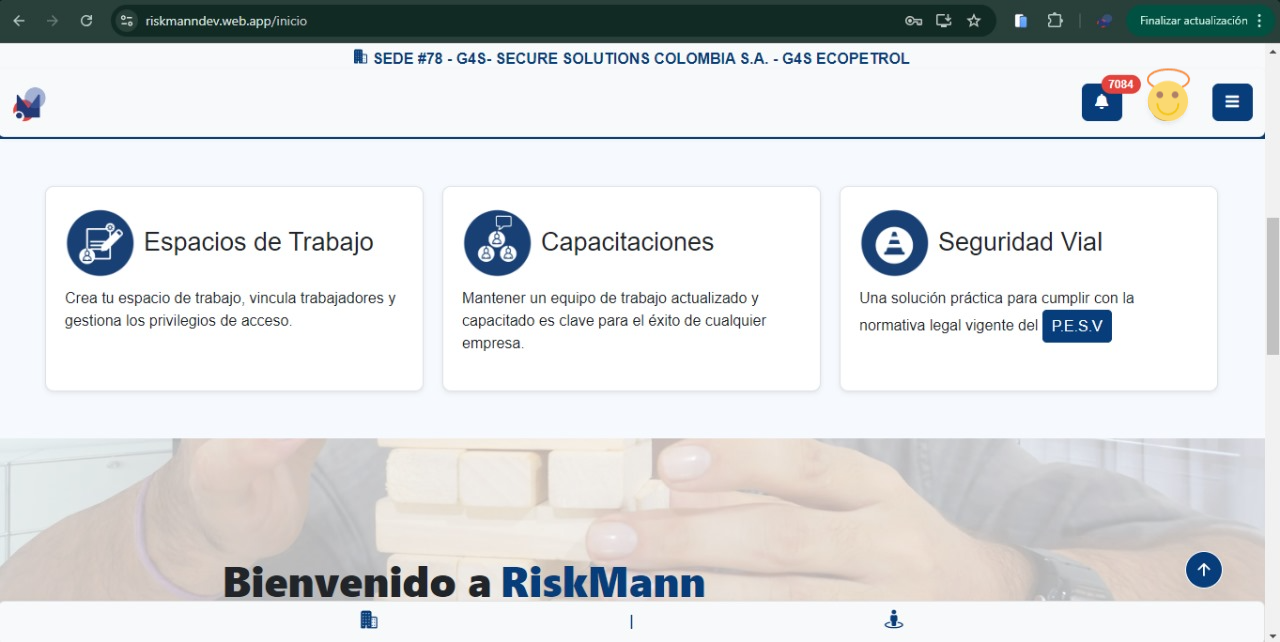 riskmanndev.web.app/inicio
Finalizar actualización
SEDE #78 - G4S- SECURE SOLUTIONS COLOMBIA S.A. - G4S ECOPETROL
7084
Espacios de Trabajo
Crea tu espacio de trabajo, vincula trabajadores y
gestiona los privilegios de acceso.
Capacitaciones
Mantener un equipo de trabajo actualizado y
capacitado es clave para el éxito de cualquier
empresa.
Seguridad Vial
Una solución práctica para cumplir con la
normativa legal vigente del P.E.S.V
Bienvenido a RiskMann
|